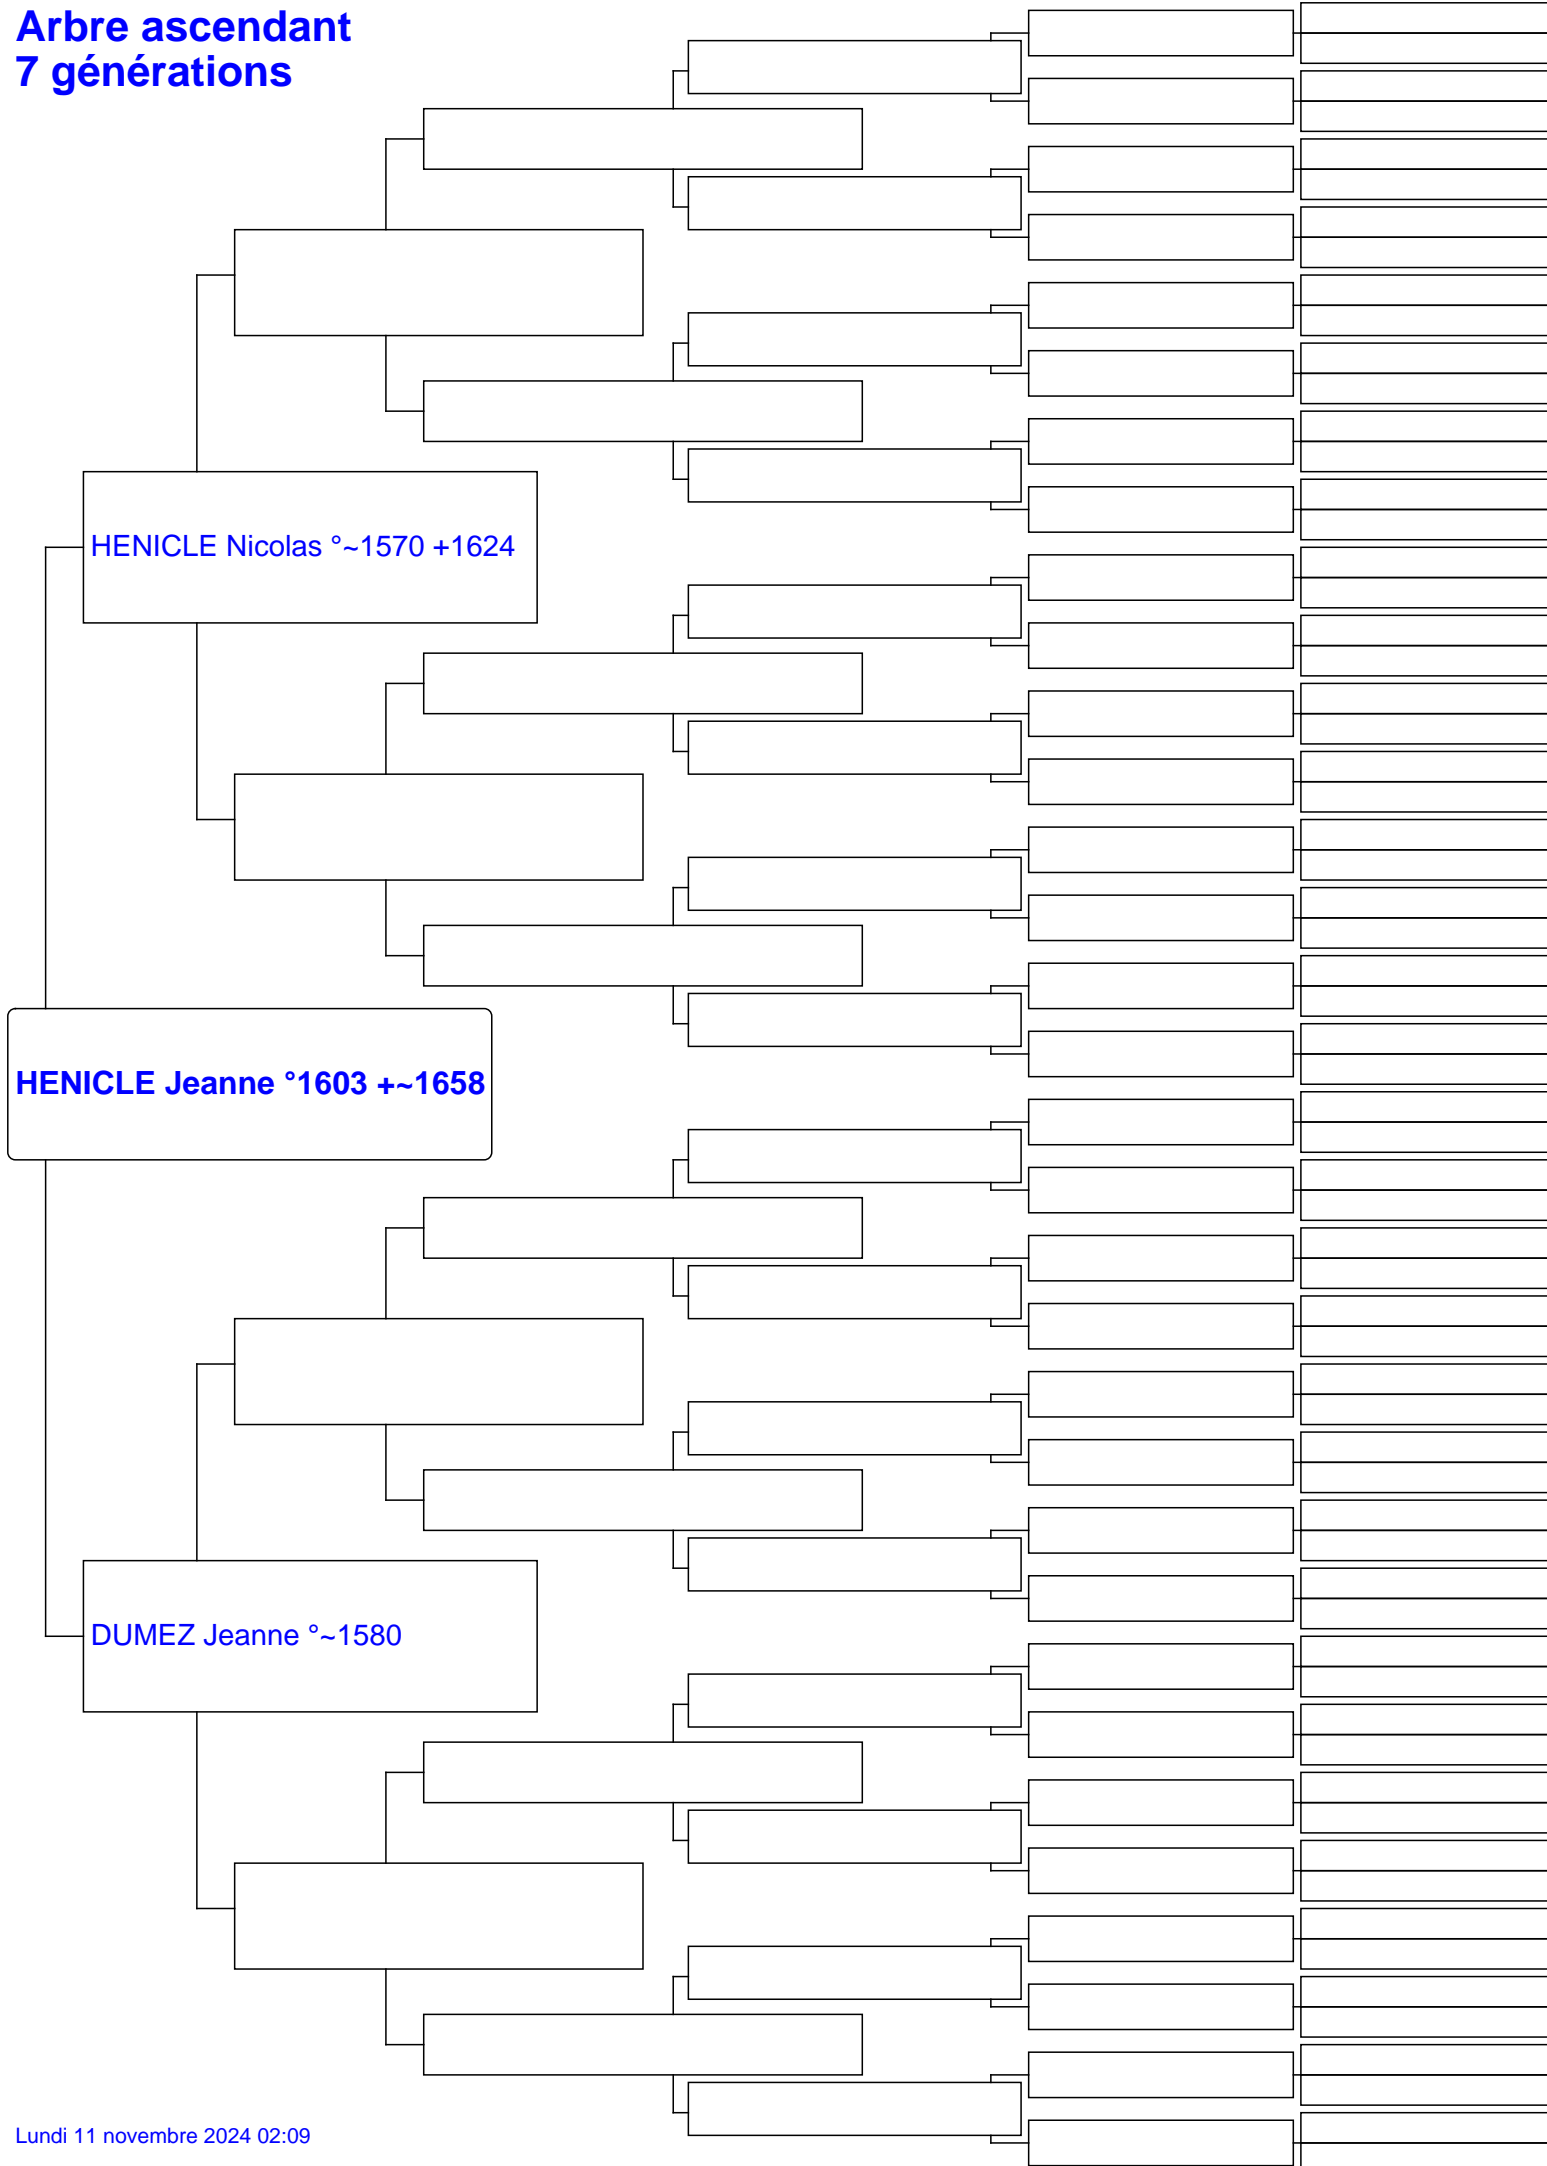 Arbre ascendant
7 générations
HENICLE Nicolas °~1570 +1624
HENICLE Jeanne °1603 +~1658
DUMEZ Jeanne °~1580
Lundi 11 novembre 2024 02:09